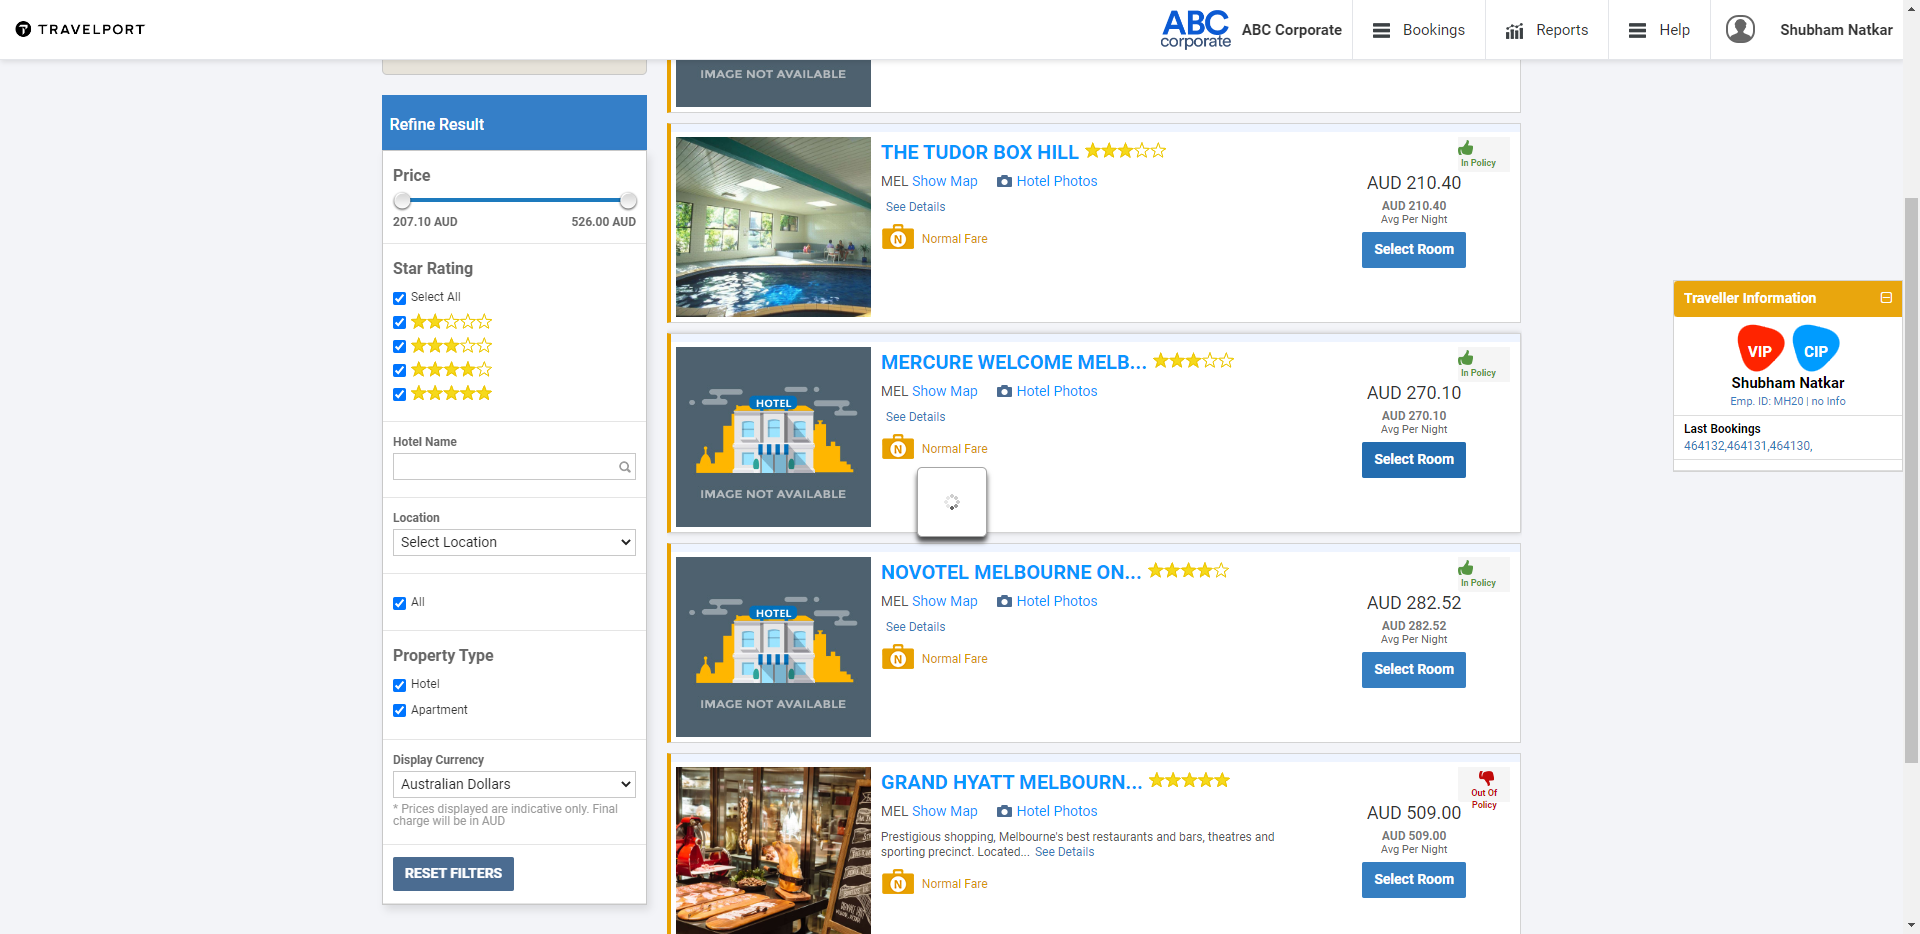 TRAVELPORT
ABC
corporate
ABC Corporate
Bookings
Reports
Help
Shubham Natkar
Refine Result
Price
207.10 AUD
526.00 AUD
Star Rating
Select All
Hotel Name
Location
Select Location
All
Property Type
Hotel
Apartment
Display Currency
Australian Dollars
* Prices displayed are indicative only. Final
charge will be in AUD
RESET FILTERS
IMAGE NOT AVAILABLE
THE TUDOR BOX HILL
MEL Show Map Hotel Photos
See Details
N Normal Fare
In Policy
AUD 210.40
AUD 210.40
Avg Per Night
Select Room
HOTEL
IMAGE NOT AVAILABLE
MERCURE WELCOME MELB...
MEL Show Map Hotel Photos
See Details
N Normal Fare
In Policy
AUD 270.10
AUD 270.10
Avg Per Night
Select Room
HOTEL
IMAGE NOT AVAILABLE
NOVOTEL MELBOURNE ON...
MEL Show Map Hotel Photos
See Details
N Normal Fare
In Policy
AUD 282.52
AUD 282.52
Avg Per Night
Select Room
GRAND HYATT MELBOURN...
MEL Show Map Hotel Photos
Prestigious shopping, Melbourne's best restaurants and bars, theatres and
sporting precinct. Located... See Details
N Normal Fare
Out Of
Policy
AUD 509.00
AUD 509.00
Avg Per Night
Select Room
Traveller Information
VIP
CIP
Shubham Natkar
Emp. ID: MH20 | no Info
Last Bookings
464132,464131,464130,